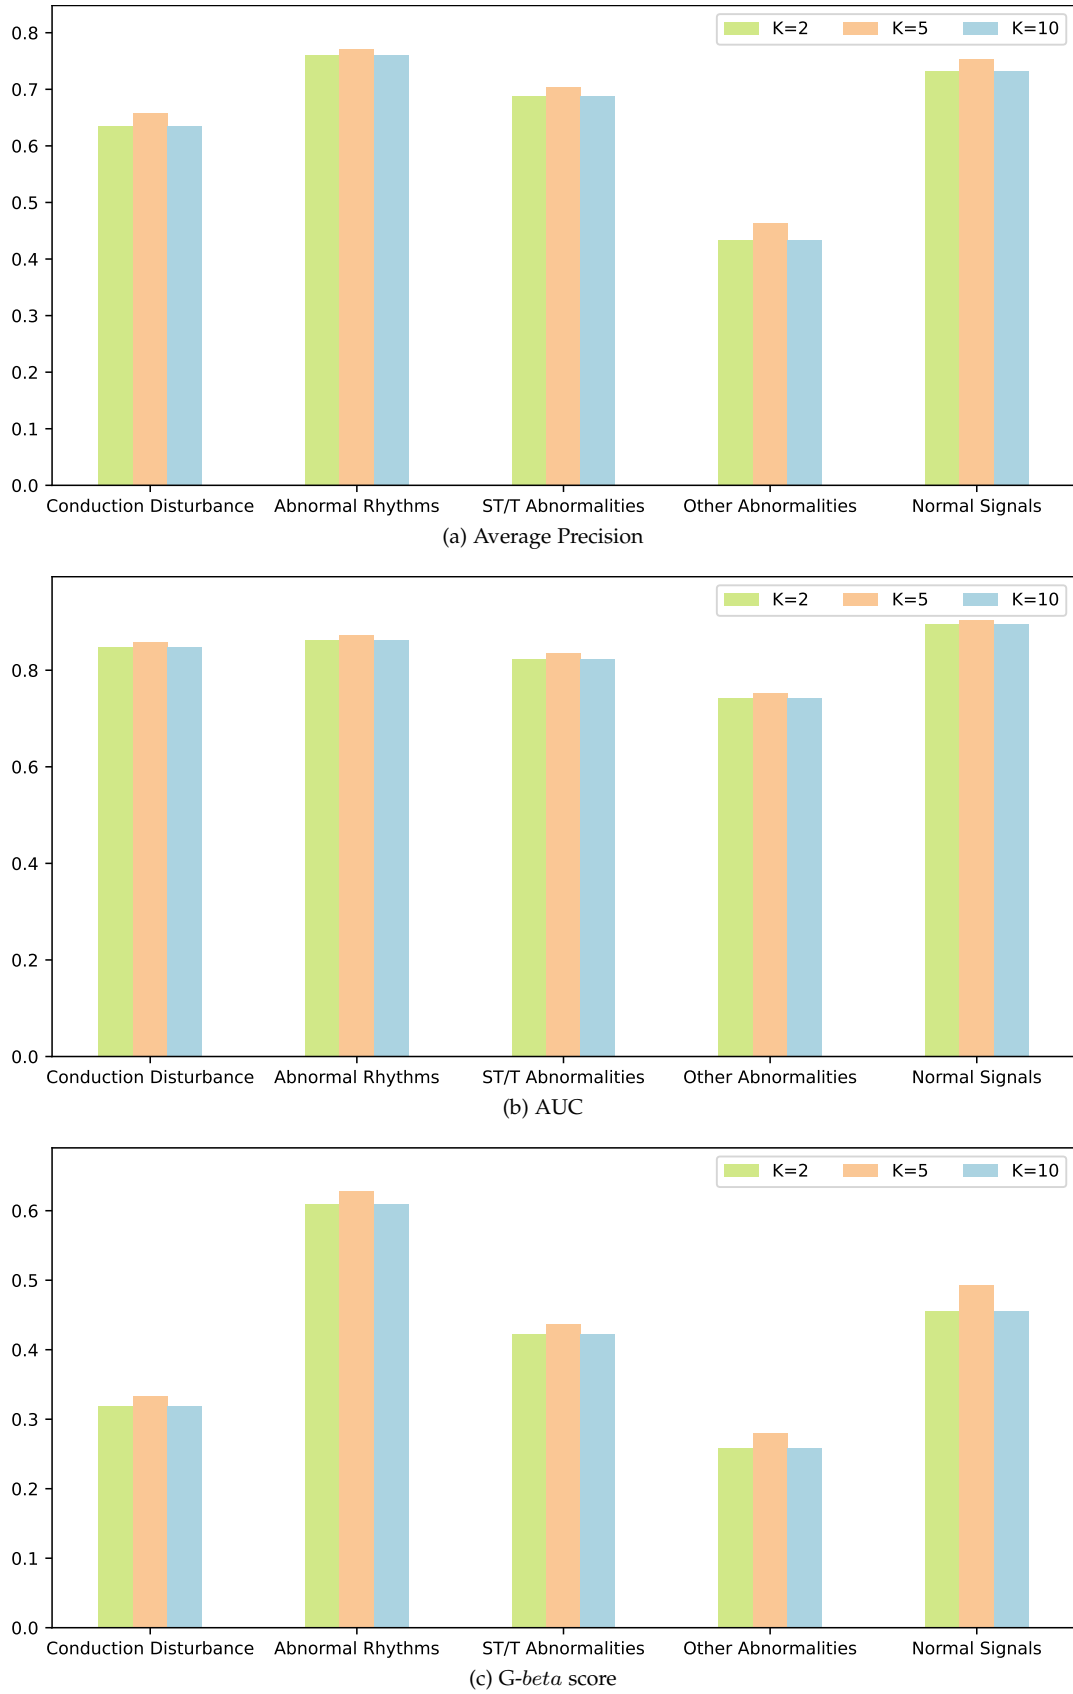 K=2 K=5 K=10
0.8
0.7
0.6
0.5
0.4
0.3
0.2
0.1
0.0
Conduction Disturbance Abnormal Rhythms ST/T Abnormalities Other Abnormalities Normal Signals
(a) Average Precision
K=2 K=5 K=10
0.8
0.6
0.4
0.2
0.0
Conduction Disturbance Abnormal Rhythms ST/T Abnormalities Other Abnormalities Normal Signals
(b) AUC
K=2 K=5 K=10
0.6
0.5
0.4
0.3
0.2
0.1
0.0
Conduction Disturbance Abnormal Rhythms ST/T Abnormalities Other Abnormalities Normal Signals
(c) G-beta score